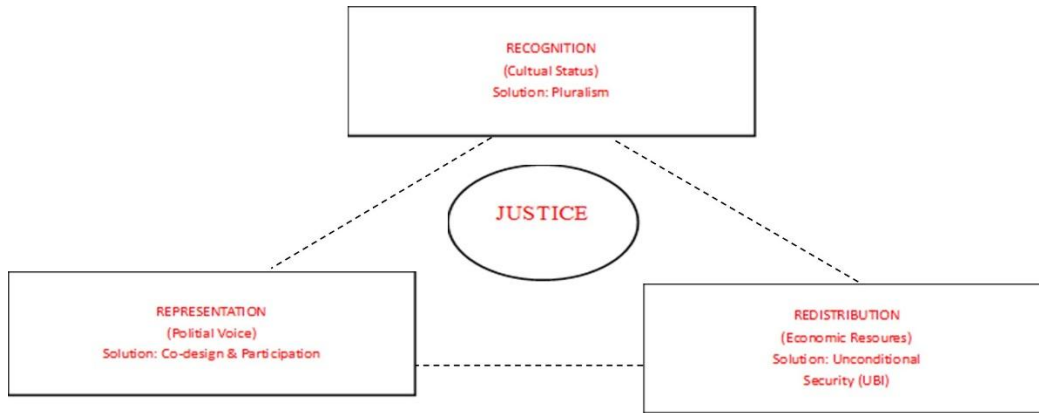 RECOGNITION
(Cultual Status)
Solution: Pluralism
JUSTICE
REPRESENTATION
(Politial Voice)
Solution: Co-design & Participation
REDISTRIBUTION
(Economic Resoures)
Solution: Unconditional
Security (UBI)